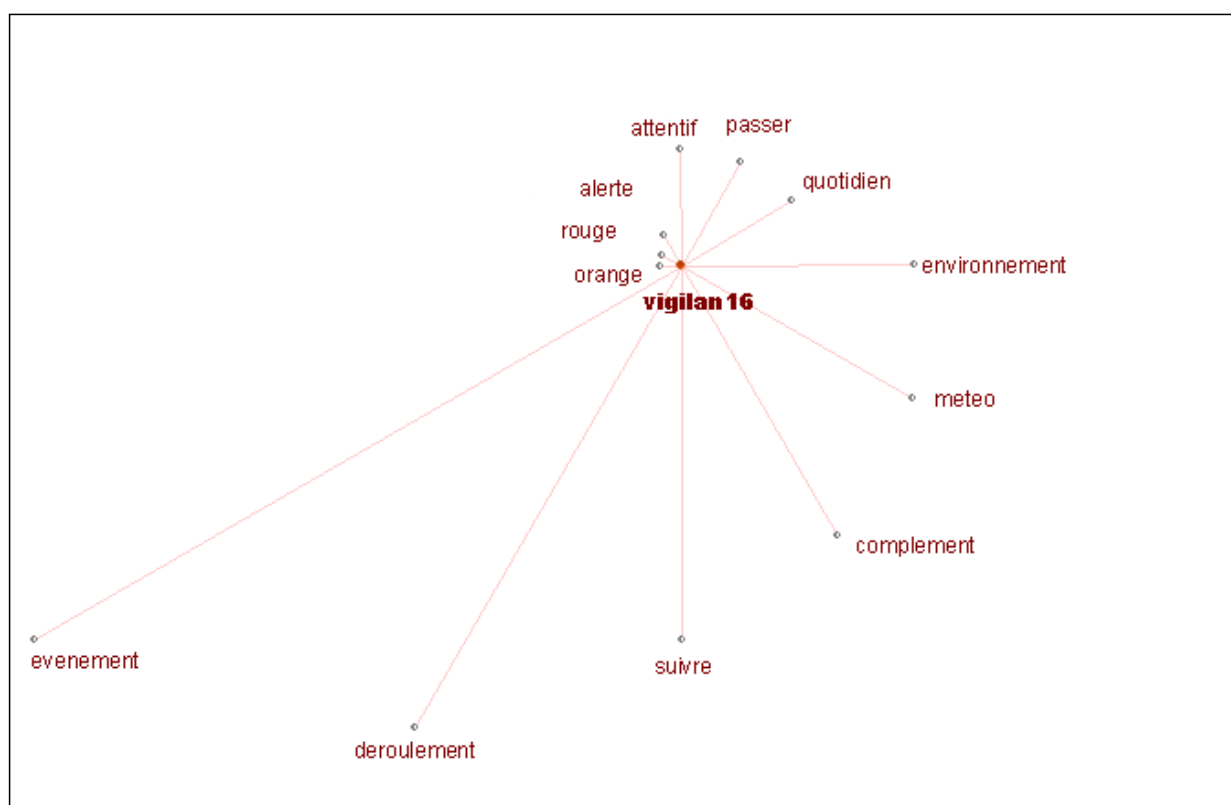 attentif
passer
alerte
quotidien
rouge
environnement
orange
vigilan 16
meteo
complement
evenement
suivre
deroulement